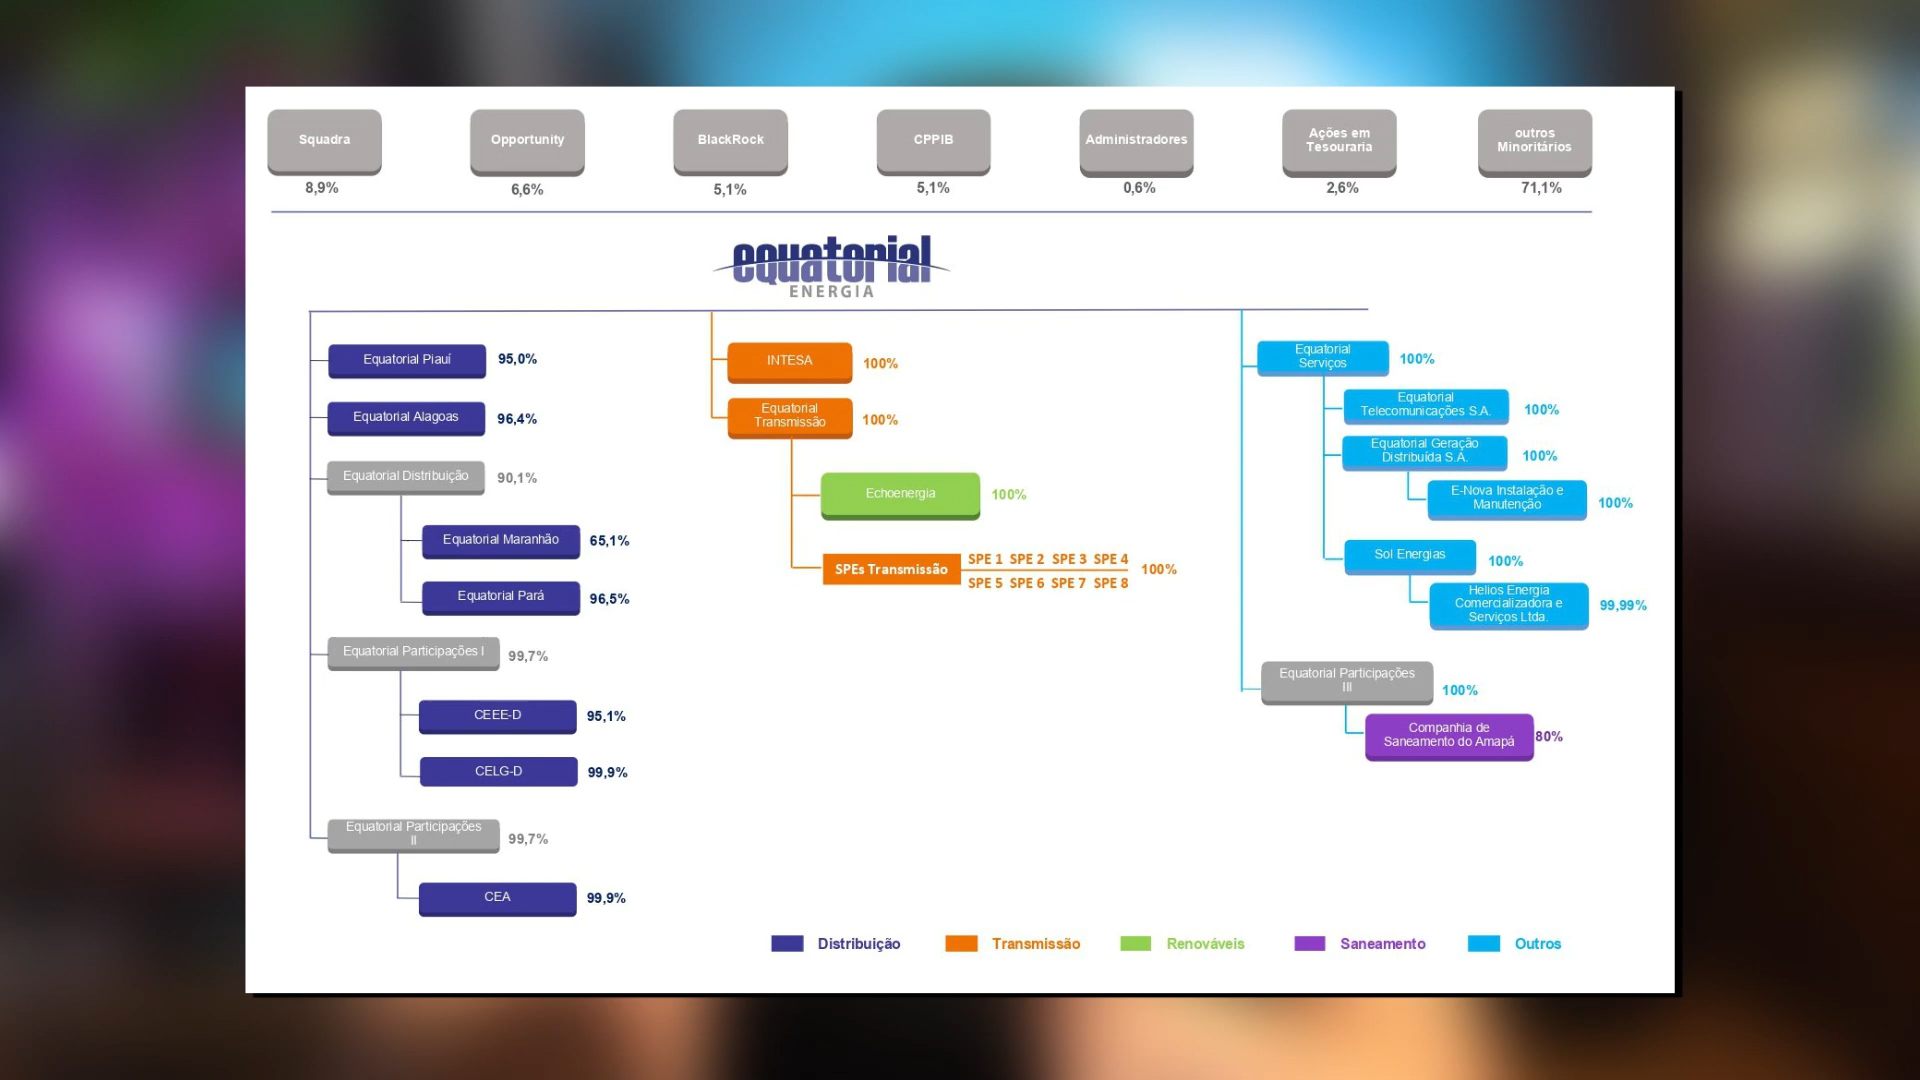 Squadra
Opportunity
BlackRock
CPPIB
Administradores
Ações em
Tesouraria
outros
Minoritários
8,9%
6,6%
5,1%
5,1%
0,6%
2,6%
71,1%
equatorial
ENERGIA
Equatorial Piauí
95,0%
Equatorial Alagoas
96,4%
Equatorial Distribuição
90,1%
Equatorial Maranhão
65,1%
Equatorial Pará
96,5%
Equatorial Participações I
99,7%
CEEE-D
95,1%
CELG-D
99,9%
Equatorial Participações
II
99,7%
CEA
99,9%
INTESA
100%
Equatorial
Transmissão
100%
Echoenergia
100%
SPEs Transmissão
SPE 1 SPE 2 SPE 3 SPE 4
SPE 5 SPE 6 SPE 7 SPE 8
100%
Equatorial
Serviços
100%
Equatorial
Telecomunicações S.A.
100%
Equatorial Geração
Distribuída S.A.
100%
E-Nova Instalação e
Manutenção
100%
Sol Energias
100%
Helios Energia
Comercializadora e
Serviços Ltda.
99,99%
Equatorial Participações
III
100%
Companhia de
Saneamento do Amapá
80%
Distribuição
Transmissão
Renováveis
Saneamento
Outros